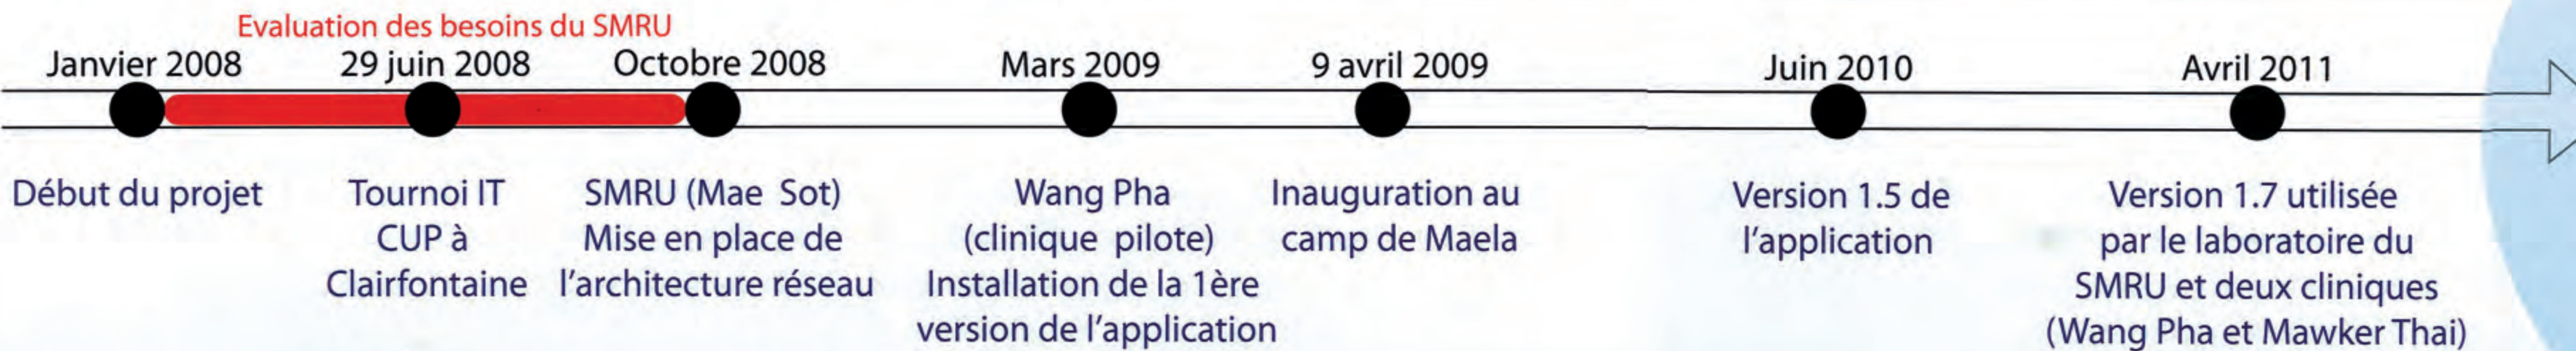 Evaluation des besoins du SMRU
Janvier 2008
29 juin 2008
Octobre 2008
Mars 2009
9 avril 2009
Juin 2010
Avril 2011
Début du projet
Tournoi IT
CUP à
Clairfontaine
SMRU (Mae Sot)
Mise en place de
l'architecture réseau
Wang Pha
(clinique pilote)
Installation de la 1ère
version de l'application
Inauguration au
camp de Maela
Version 1.5 de
l'application
Version 1.7 utilisée
par le laboratoire du
SMRU et deux cliniques
(Wang Pha et Mawker Thai)